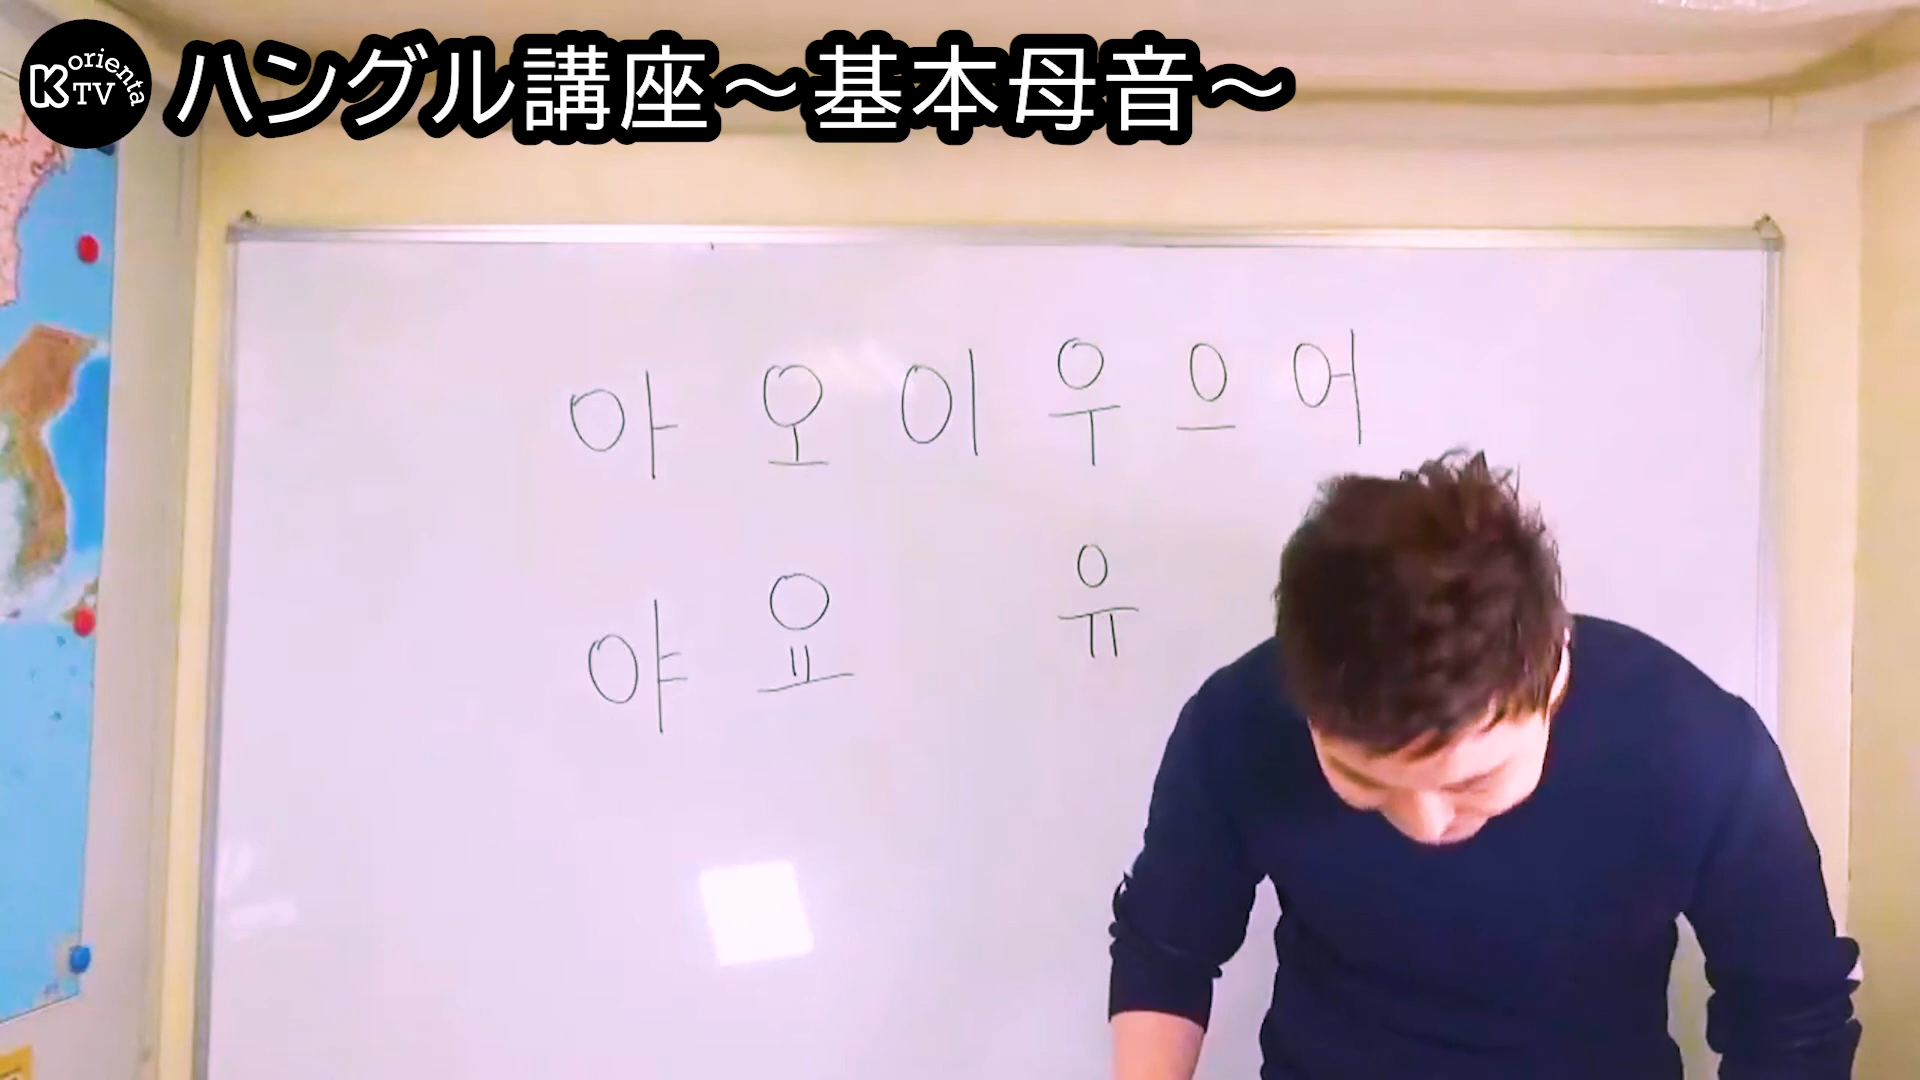 Korienta TV
ハングル講座～基本母音～
아 오 이 우 으 어
야 요 유